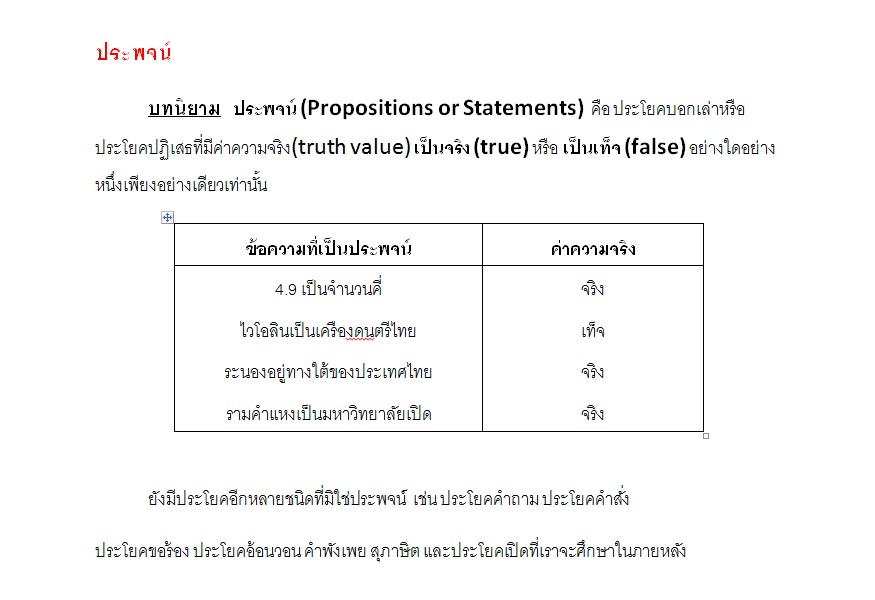 ประพจน์
บทนิยาม ประพจน์ (Propositions or Statements) คือ ประโยคบอกเล่าหรือ
ประโยคปฏิเสธที่มีค่าความจริง(truth value) เป็นจริง (true) หรือ เป็นเท็จ (false) อย่างใดอย่าง
หนึ่งเพียงอย่างเดียวเท่านั้น
ข้อความที่เป็นประพจน์ ค่าความจริง
4.9 เป็นจำนวนคี่ จริง
ไวโอลินเป็นเครืองดนตรีไทย เท็จ
ระนองอยู่ทางใต้ของประเทศไทย จริง
รามคำแหงเป็นมหาวิทยาลัยเปิด จริง
ยังมีประโยคอีกหลายชนิดที่มิใช่ประพจน์ เช่น ประโยคคำถาม ประโยคคำสั่ง
ประโยคขอร้อง ประโยคอ้อนวอน คำพังเพย สุภาษิต และประโยคเปิดที่เราจะศึกษาในภายหลัง